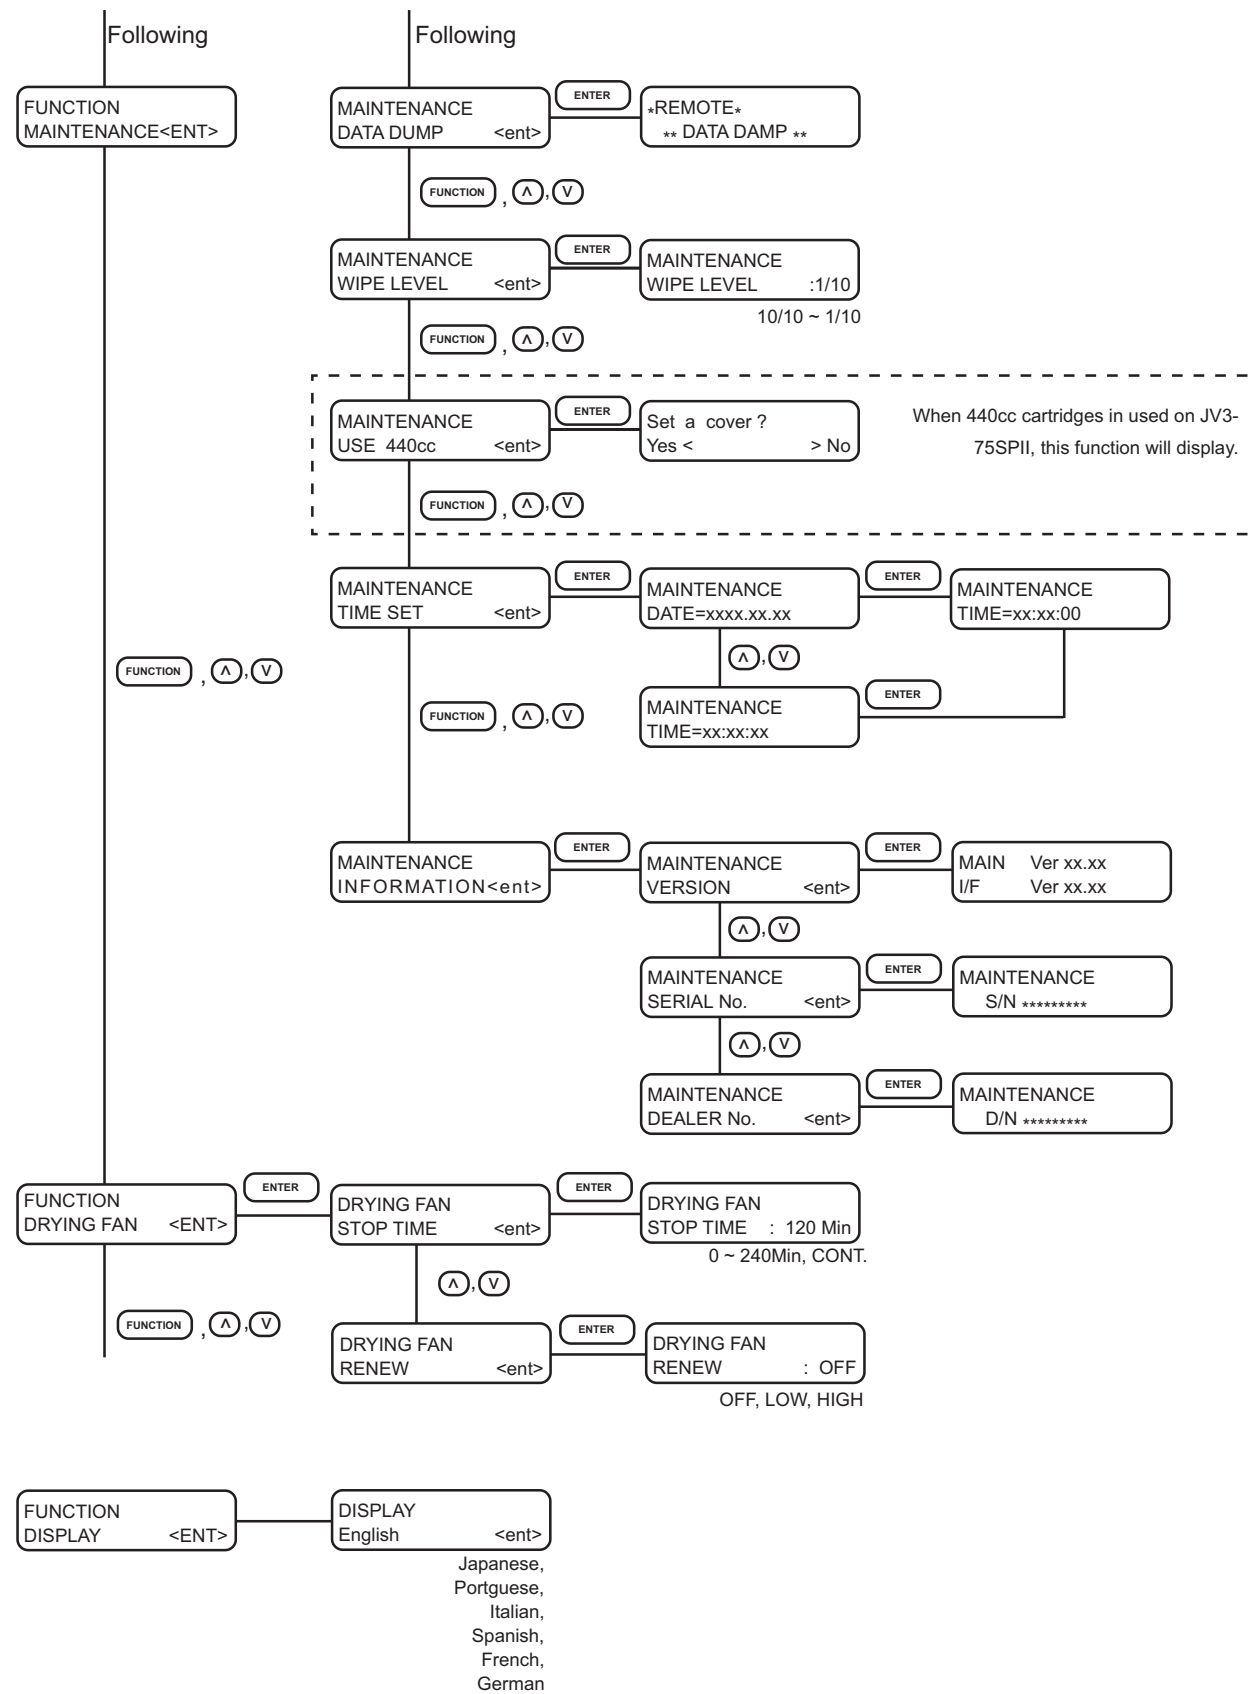 Following
Following
FUNCTION
MAINTENANCE<ENT>
MAINTENANCE
DATA DUMP <ent>
ENTER
*REMOTE*
** DATA DAMP **
FUNCTION , ∧, ∨
MAINTENANCE
WIPE LEVEL <ent>
ENTER
MAINTENANCE
WIPE LEVEL :1/10
10/10 ~ 1/10
FUNCTION , ∧, ∨
MAINTENANCE
USE 440cc <ent>
ENTER
Set a cover ?
Yes < > No
When 440cc cartridges in used on JV3-
75SPII, this function will display.
FUNCTION , ∧, ∨
MAINTENANCE
TIME SET <ent>
ENTER
MAINTENANCE
DATE=xxxx.xx.xx
ENTER
MAINTENANCE
TIME=xx:xx:00
∧, ∨
FUNCTION , ∧, ∨
FUNCTION , ∧, ∨
MAINTENANCE
TIME=xx:xx:xx
ENTER
MAINTENANCE
INFORMATION<ent>
ENTER
MAINTENANCE
VERSION <ent>
ENTER
MAIN Ver xx.xx
I/F Ver xx.xx
∧, ∨
MAINTENANCE
SERIAL No. <ent>
ENTER
MAINTENANCE
S/N *********
∧, ∨
MAINTENANCE
DEALER No. <ent>
ENTER
MAINTENANCE
D/N *********
FUNCTION
DRYING FAN <ENT>
ENTER
DRYING FAN
STOP TIME <ent>
ENTER
DRYING FAN
STOP TIME : 120 Min
0 ~ 240Min, CONT.
∧, ∨
FUNCTION , ∧, ∨
DRYING FAN
RENEW <ent>
ENTER
DRYING FAN
RENEW : OFF
OFF, LOW, HIGH
FUNCTION
DISPLAY <ENT>
DISPLAY
English <ent>
Japanese,
Portguese,
Italian,
Spanish,
French,
German